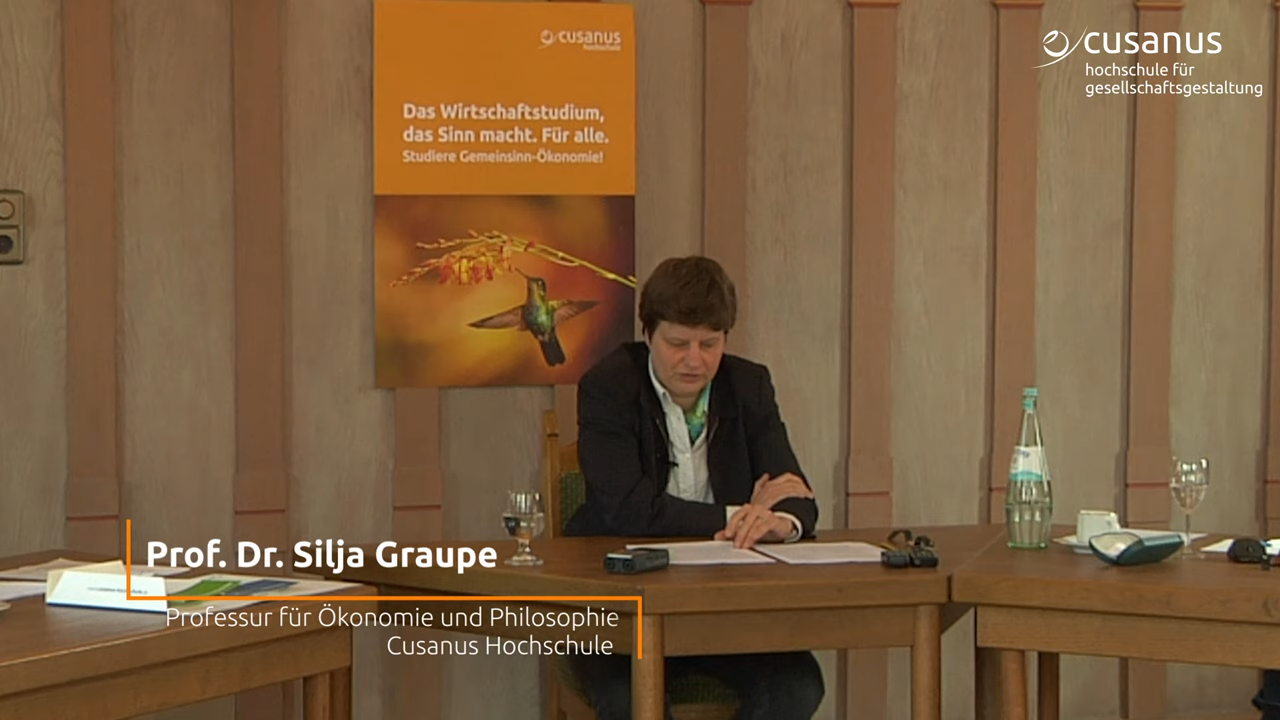 cusanus
hochschule
Das Wirtschaftstudium,
das Sinn macht. Für alle.
Studiere Gemeinsinn-Ökonomie!
cusanus
hochschule für
gesellschaftsgestaltung
Prof. Dr. Silja Graupe
Professur für Ökonomie und Philosophie
Cusanus Hochschule